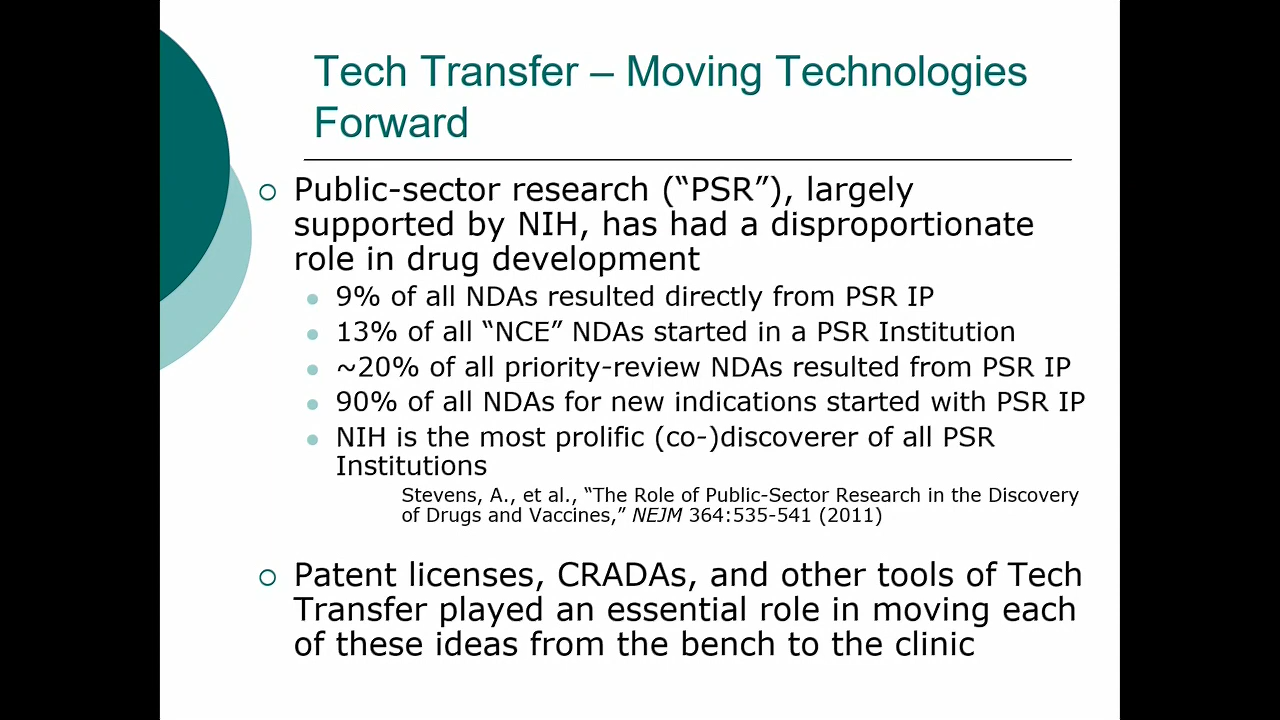 Tech Transfer – Moving Technologies
Forward
Public-sector research (“PSR”), largely
supported by NIH, has had a disproportionate
role in drug development
9% of all NDAs resulted directly from PSR IP
13% of all “NCE” NDAs started in a PSR Institution
~20% of all priority-review NDAs resulted from PSR IP
90% of all NDAs for new indications started with PSR IP
NIH is the most prolific (co-)discoverer of all PSR
Institutions
Stevens, A., et al., “The Role of Public-Sector Research in the Discovery
of Drugs and Vaccines,” NEJM 364:535-541 (2011)
Patent licenses, CRADAs, and other tools of Tech
Transfer played an essential role in moving each
of these ideas from the bench to the clinic